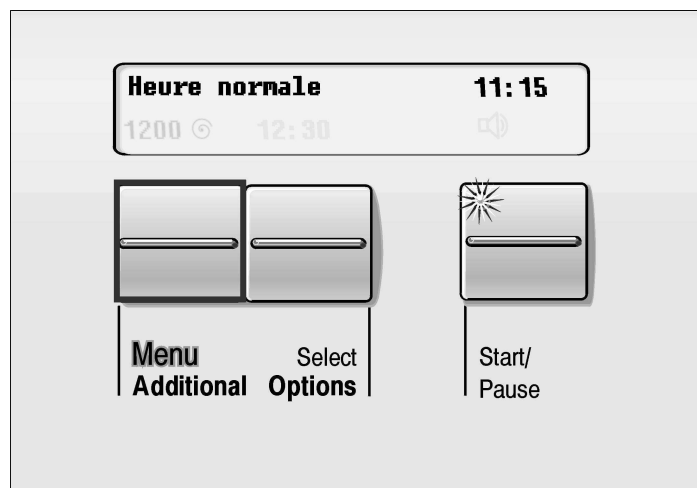 Heure normale 11:15
1200 12:30
Menu Select Start/
Additional Options Pause